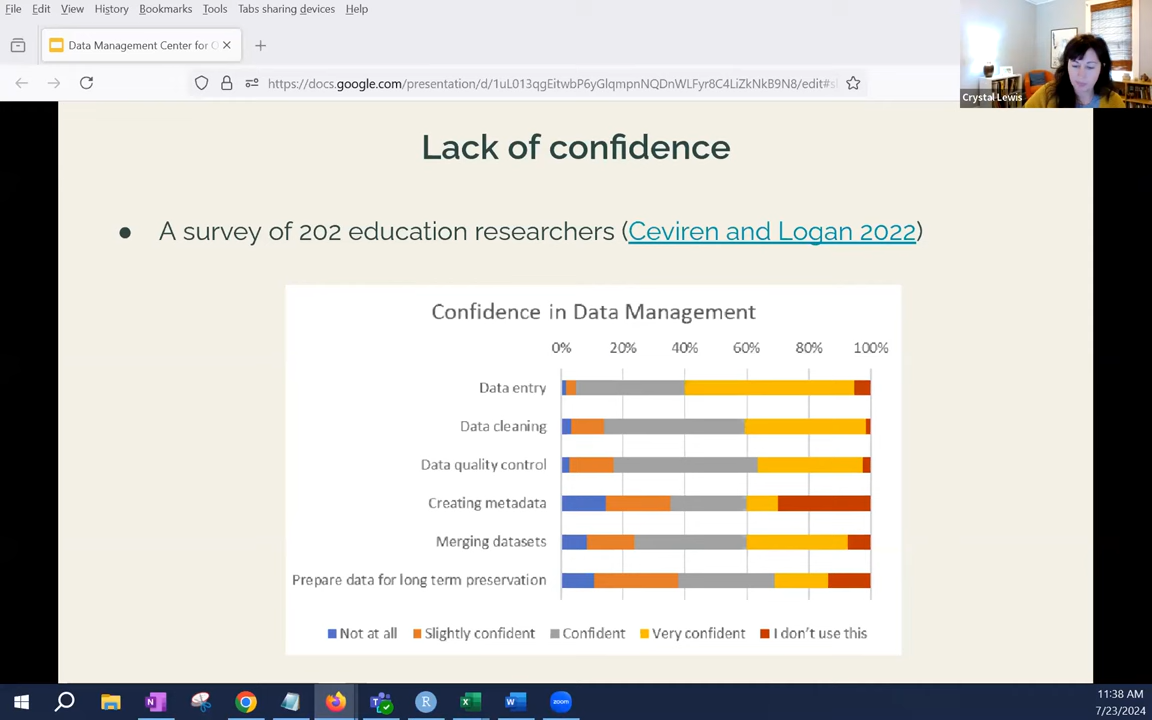 File Edit View History Bookmarks Tools Tabs sharing devices Help
Data Management Center for
https://docs.google.com/presentation/d/1uL013qgEitwbP6yGlqmpnNQDnWLFyr8C4LiZkNkB9N8/edit#
Crystal Lewis
Lack of confidence
● A survey of 202 education researchers (Ceviren and Logan 2022)
Confidence in Data Management
0% 20% 40% 60% 80% 100%
Data entry
Data cleaning
Data quality control
Creating metadata
Merging datasets
Prepare data for long term preservation
Not at all Slightly confident Confident Very confident I don't use this
zoom
11:38 AM
7/23/2024